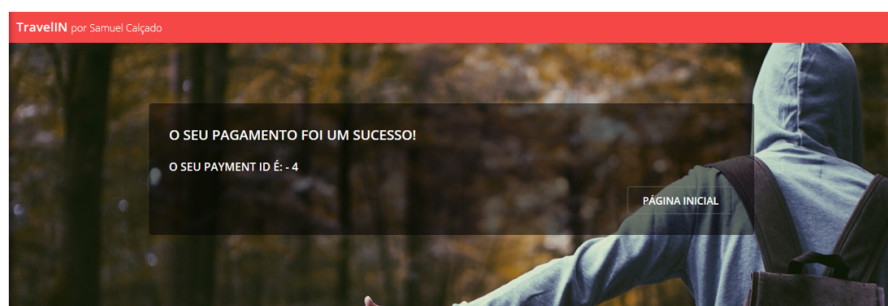 TravelIN por Samuel Calçado
O SEU PAGAMENTO FOI UM SUCESSO!
O SEU PAYMENT ID É: - 4
PÁGINA INICIAL